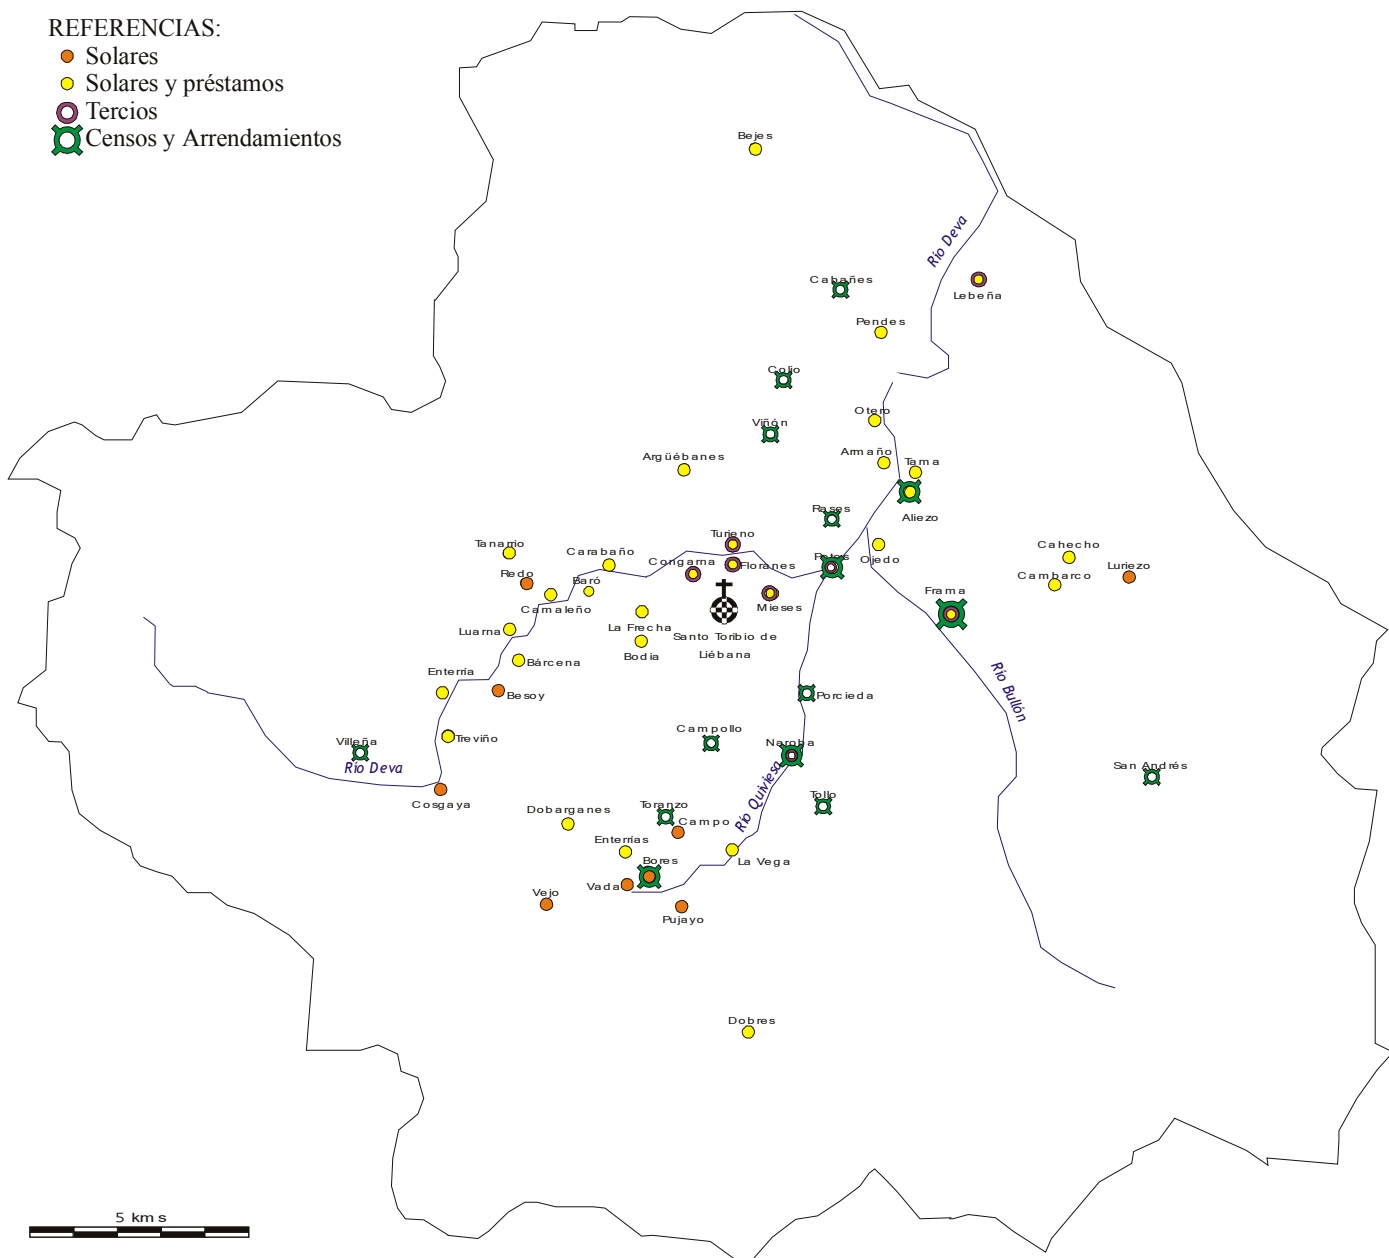 REFERENCIAS:
Solares
Solares y préstamos
Tercios
Censos y Arrendamientos
Bejes
Río Deva
Cabañes
Lebeña
Pendes
Colio
Otero
Viñón
Armaño
Tama
Argüébanes
Aliezo
Rases
Turieno
Ojedo
Tanarrio
Carabaño
Congarna
Floranes
Potes
Cahecho
Luriezo
Redo
Baró
Cambarco
Camaleño
Mieses
Frama
La Frecha
Santo Toribio de
Liébana
Luarna
Bodia
Bárcena
Enterría
Besoy
Porcieda
Río Bullón
Treviño
Campollo
Naroba
Villeña
Río Deva
San Andrés
Cosgaya
Río Quiviesa
Tollo
Toranzo
Dobarganes
Campo
Enterrías
Bores
La Vega
Vada
Vejo
Pujayo
Dobres
5 kms